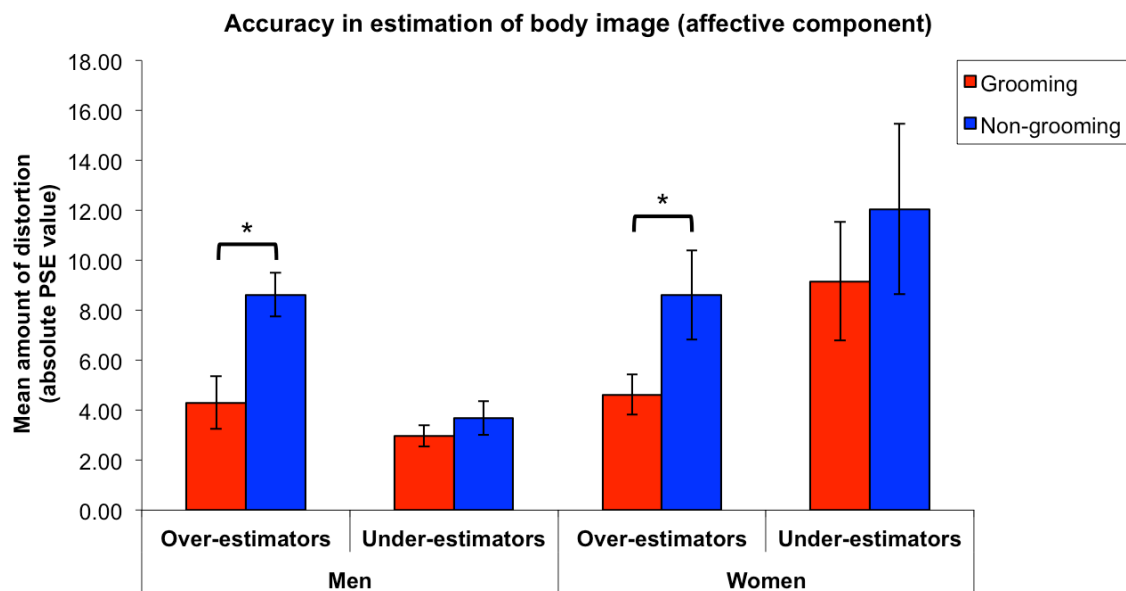 Accuracy in estimation of body image (affective component)
Mean amount of distortion
(absolute PSE value)
18.00
16.00
14.00
12.00
10.00
8.00
6.00
4.00
2.00
0.00
*
*
Grooming
Non-grooming
Over-estimators
Under-estimators
Over-estimators
Under-estimators
Men
Women